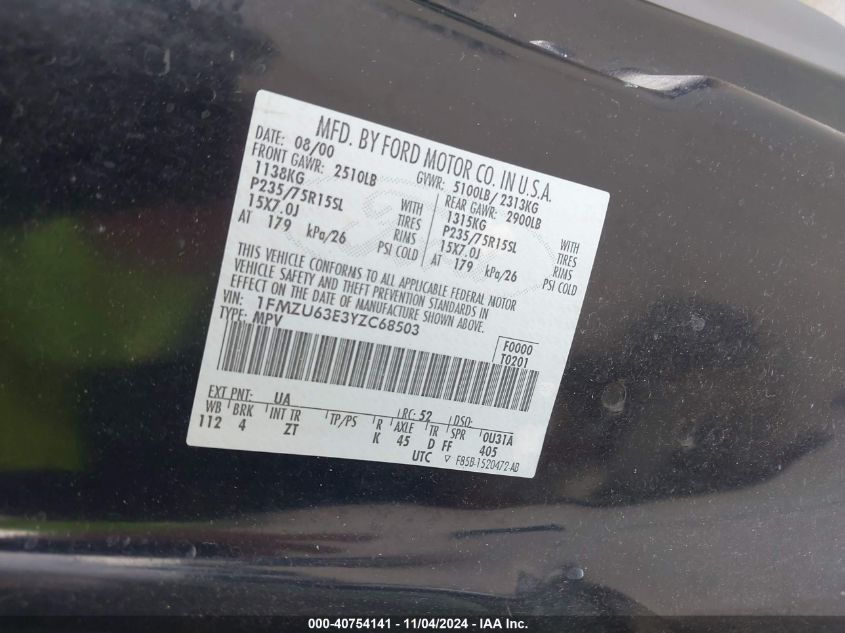 MFD. BY FORD MOTOR CO. IN U.S.A.
DATE: 08/00 GVWR: 5100LB/ 2313KG
FRONT GAWR: 2510LB REAR GAWR: 2900LB
1138KG WITH 1315KG WITH
P235/75R15SL TIRES P235/75R15SL TIRES
15X7.0J RIMS 15X7.0J RIMS
AT 179 kPa/26 PSI COLD AT 179 kPa/26 PSI COLD
THIS VEHICLE CONFORMS TO ALL APPLICABLE FEDERAL MOTOR
VEHICLE SAFETY AND THEFT PREVENTION STANDARDS IN
EFFECT ON THE DATE OF MANUFACTURE SHOWN ABOVE.
VIN: 1FMZU63E3YZC68503
TYPE: MPV
F0000
T0201
EXT PNT: UA RC: 52 DSO:
WB BRK INT TR TP/PS R AXLE TR SPR 0U31A
112 4 ZT K 45 D FF 405
UTC ▽ F85B-1520472-AD
000-40754141 - 11/04/2024 - IAA Inc.